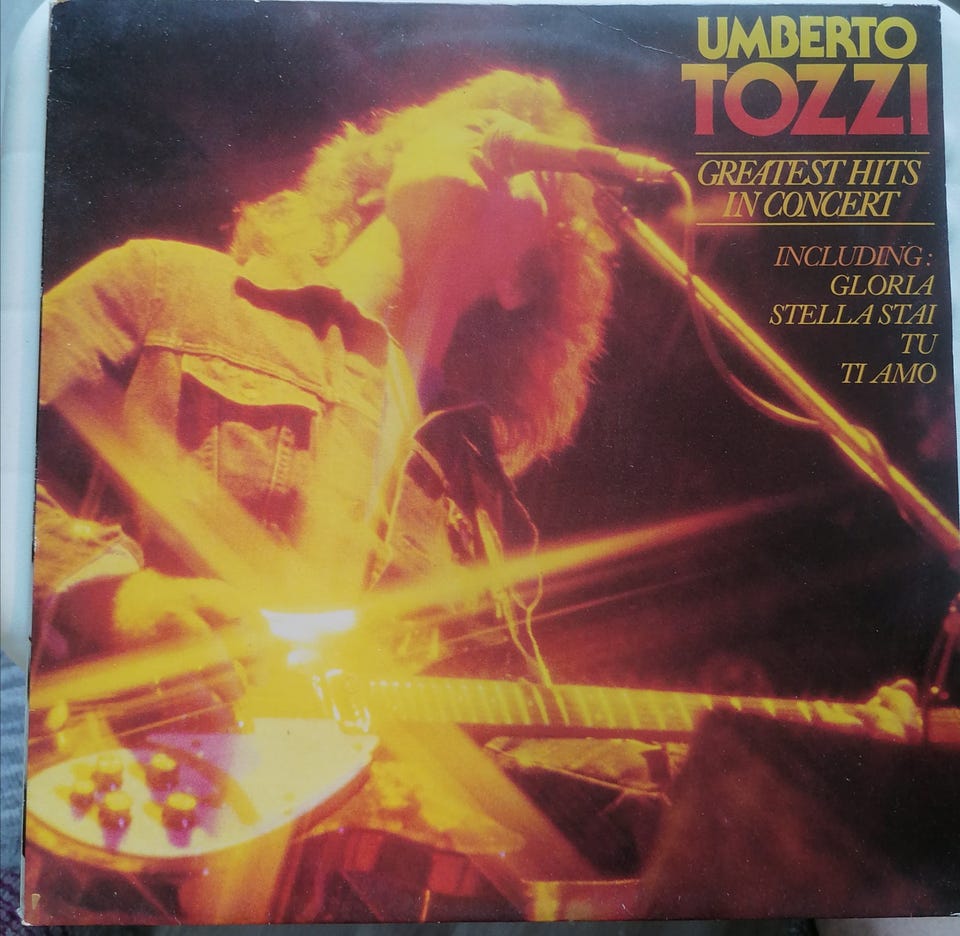 UMBERTO
TOZZI
GREATEST HITS
IN CONCERT
INCLUDING:
GLORIA
STELLA STAI
TU
TI AMO